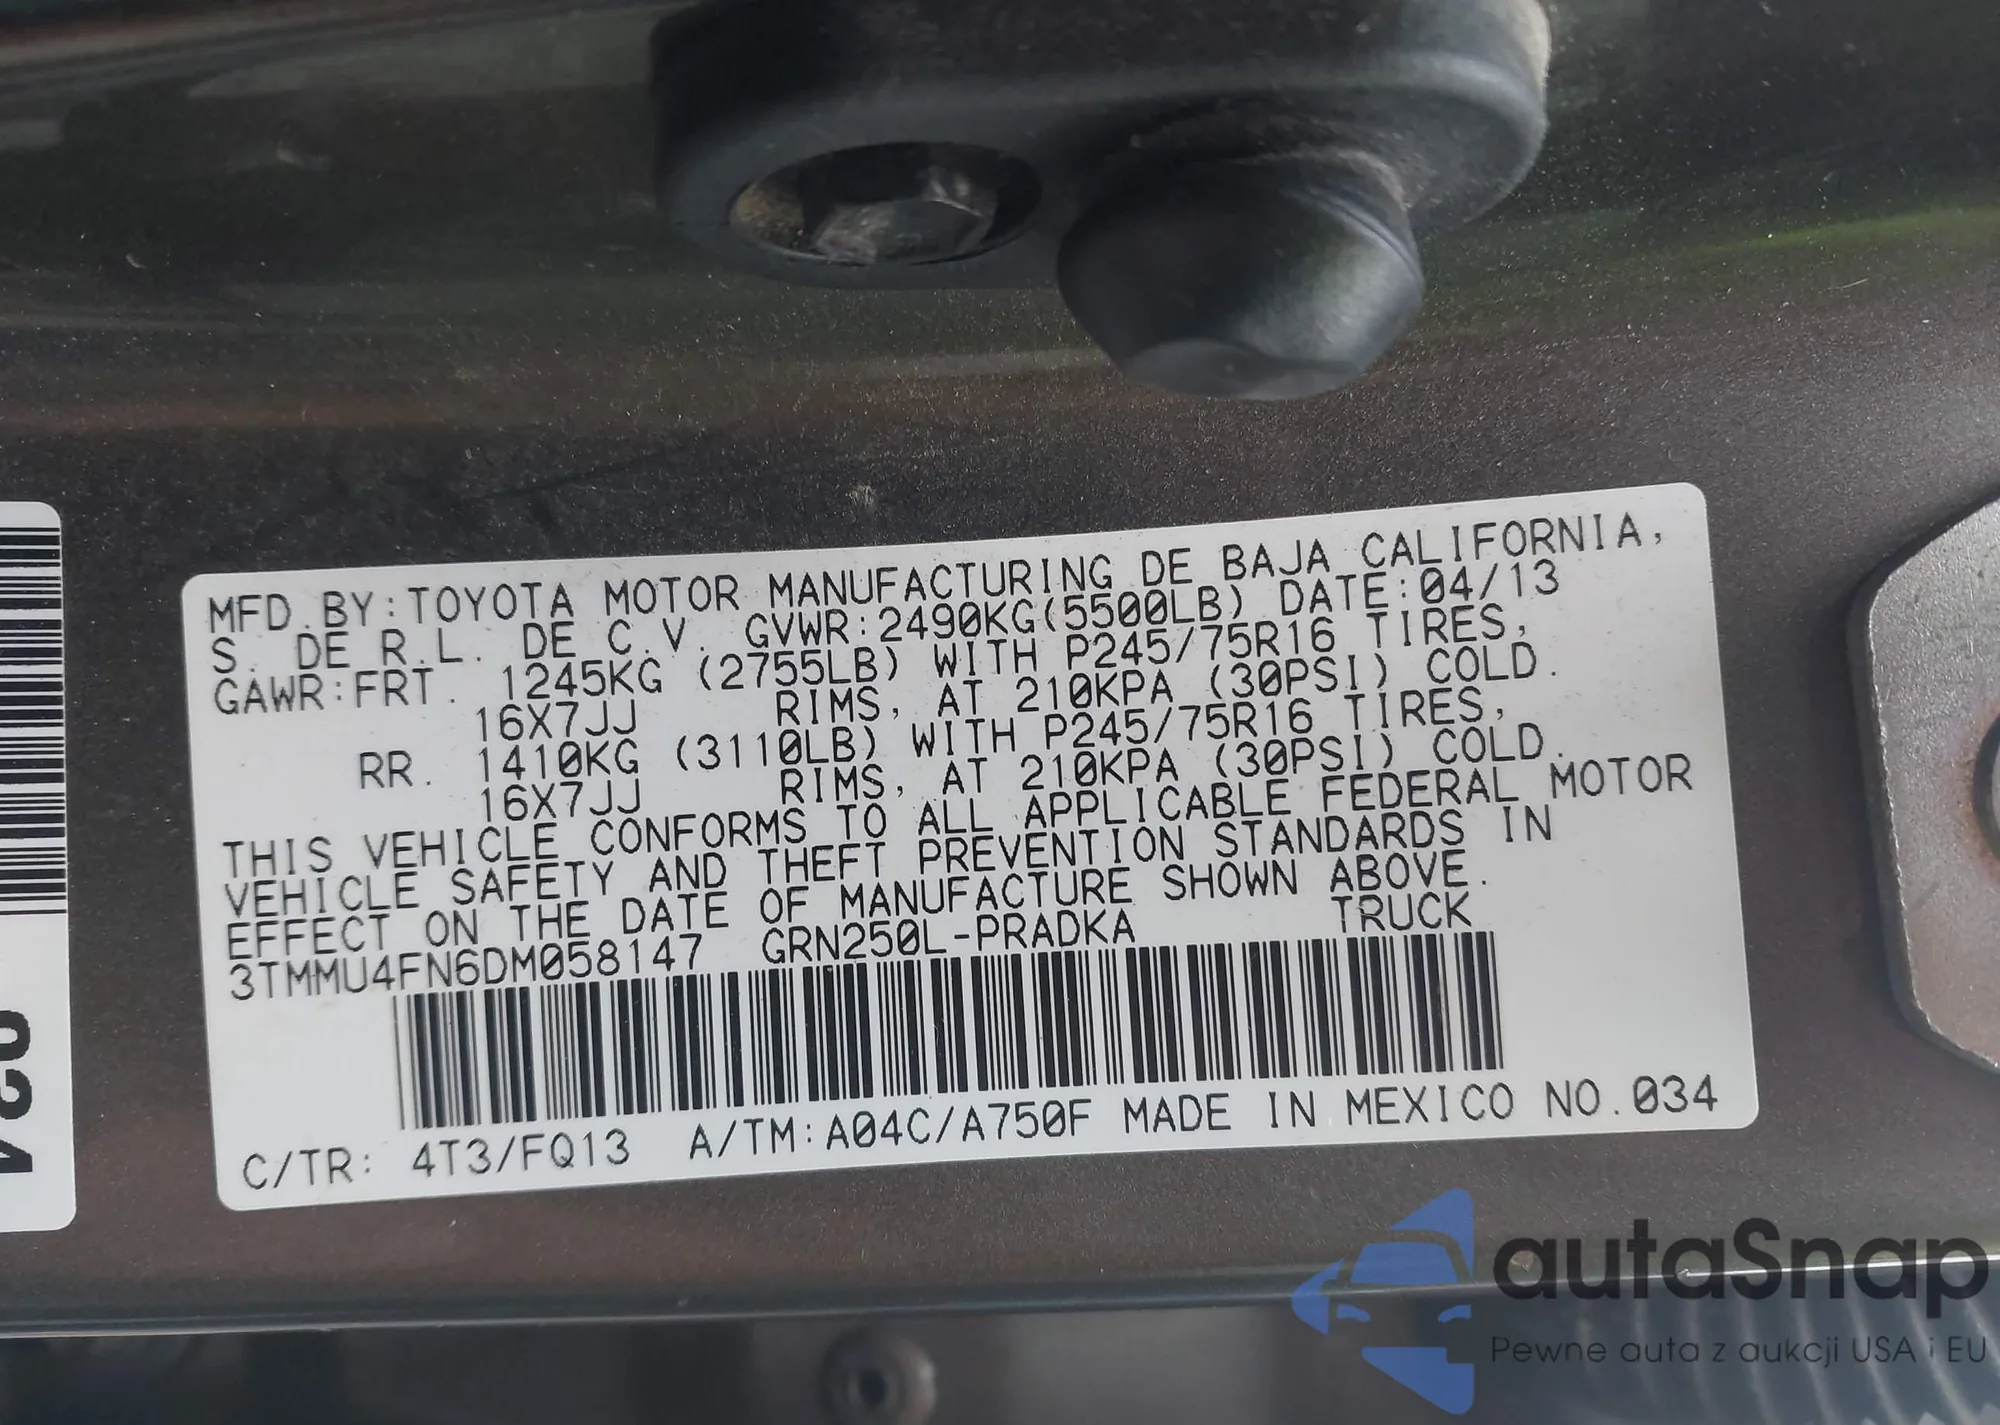 MFD.BY:TOYOTA MOTOR MANUFACTURING DE BAJA CALIFORNIA,
S. DE R.L. DE C.V. GVWR:2490KG(5500LB) DATE:04/13
GAWR:FRT. 1245KG (2755LB) WITH P245/75R16 TIRES,
16X7JJ RIMS, AT 210KPA (30PSI) COLD.
RR. 1410KG (3110LB) WITH P245/75R16 TIRES,
16X7JJ RIMS, AT 210KPA (30PSI) COLD.
THIS VEHICLE CONFORMS TO ALL APPLICABLE FEDERAL MOTOR
VEHICLE SAFETY AND THEFT PREVENTION STANDARDS IN
EFFECT ON THE DATE OF MANUFACTURE SHOWN ABOVE.
3TMMU4FN6DM058147 GRN250L-PRADKA TRUCK
C/TR: 4T3/FQ13 A/TM:A04C/A750F MADE IN MEXICO NO.034
autaSnap
Pewne auta z aukcji USA i EU